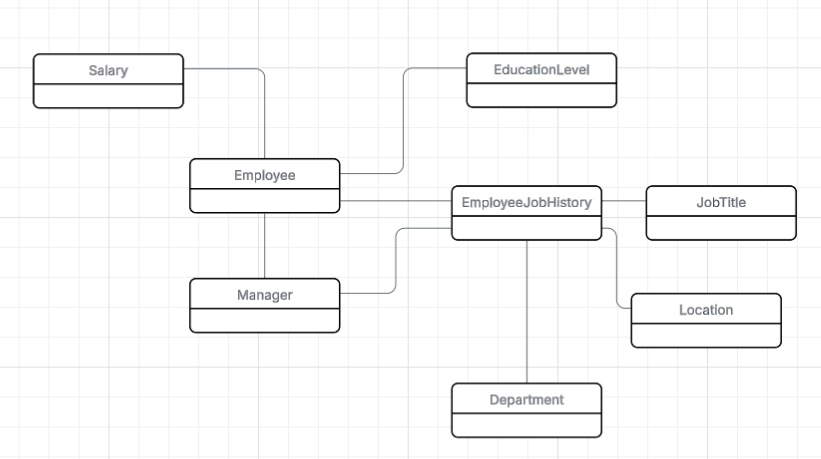 Salary
EducationLevel
Employee
EmployeeJobHistory
JobTitle
Manager
Location
Department